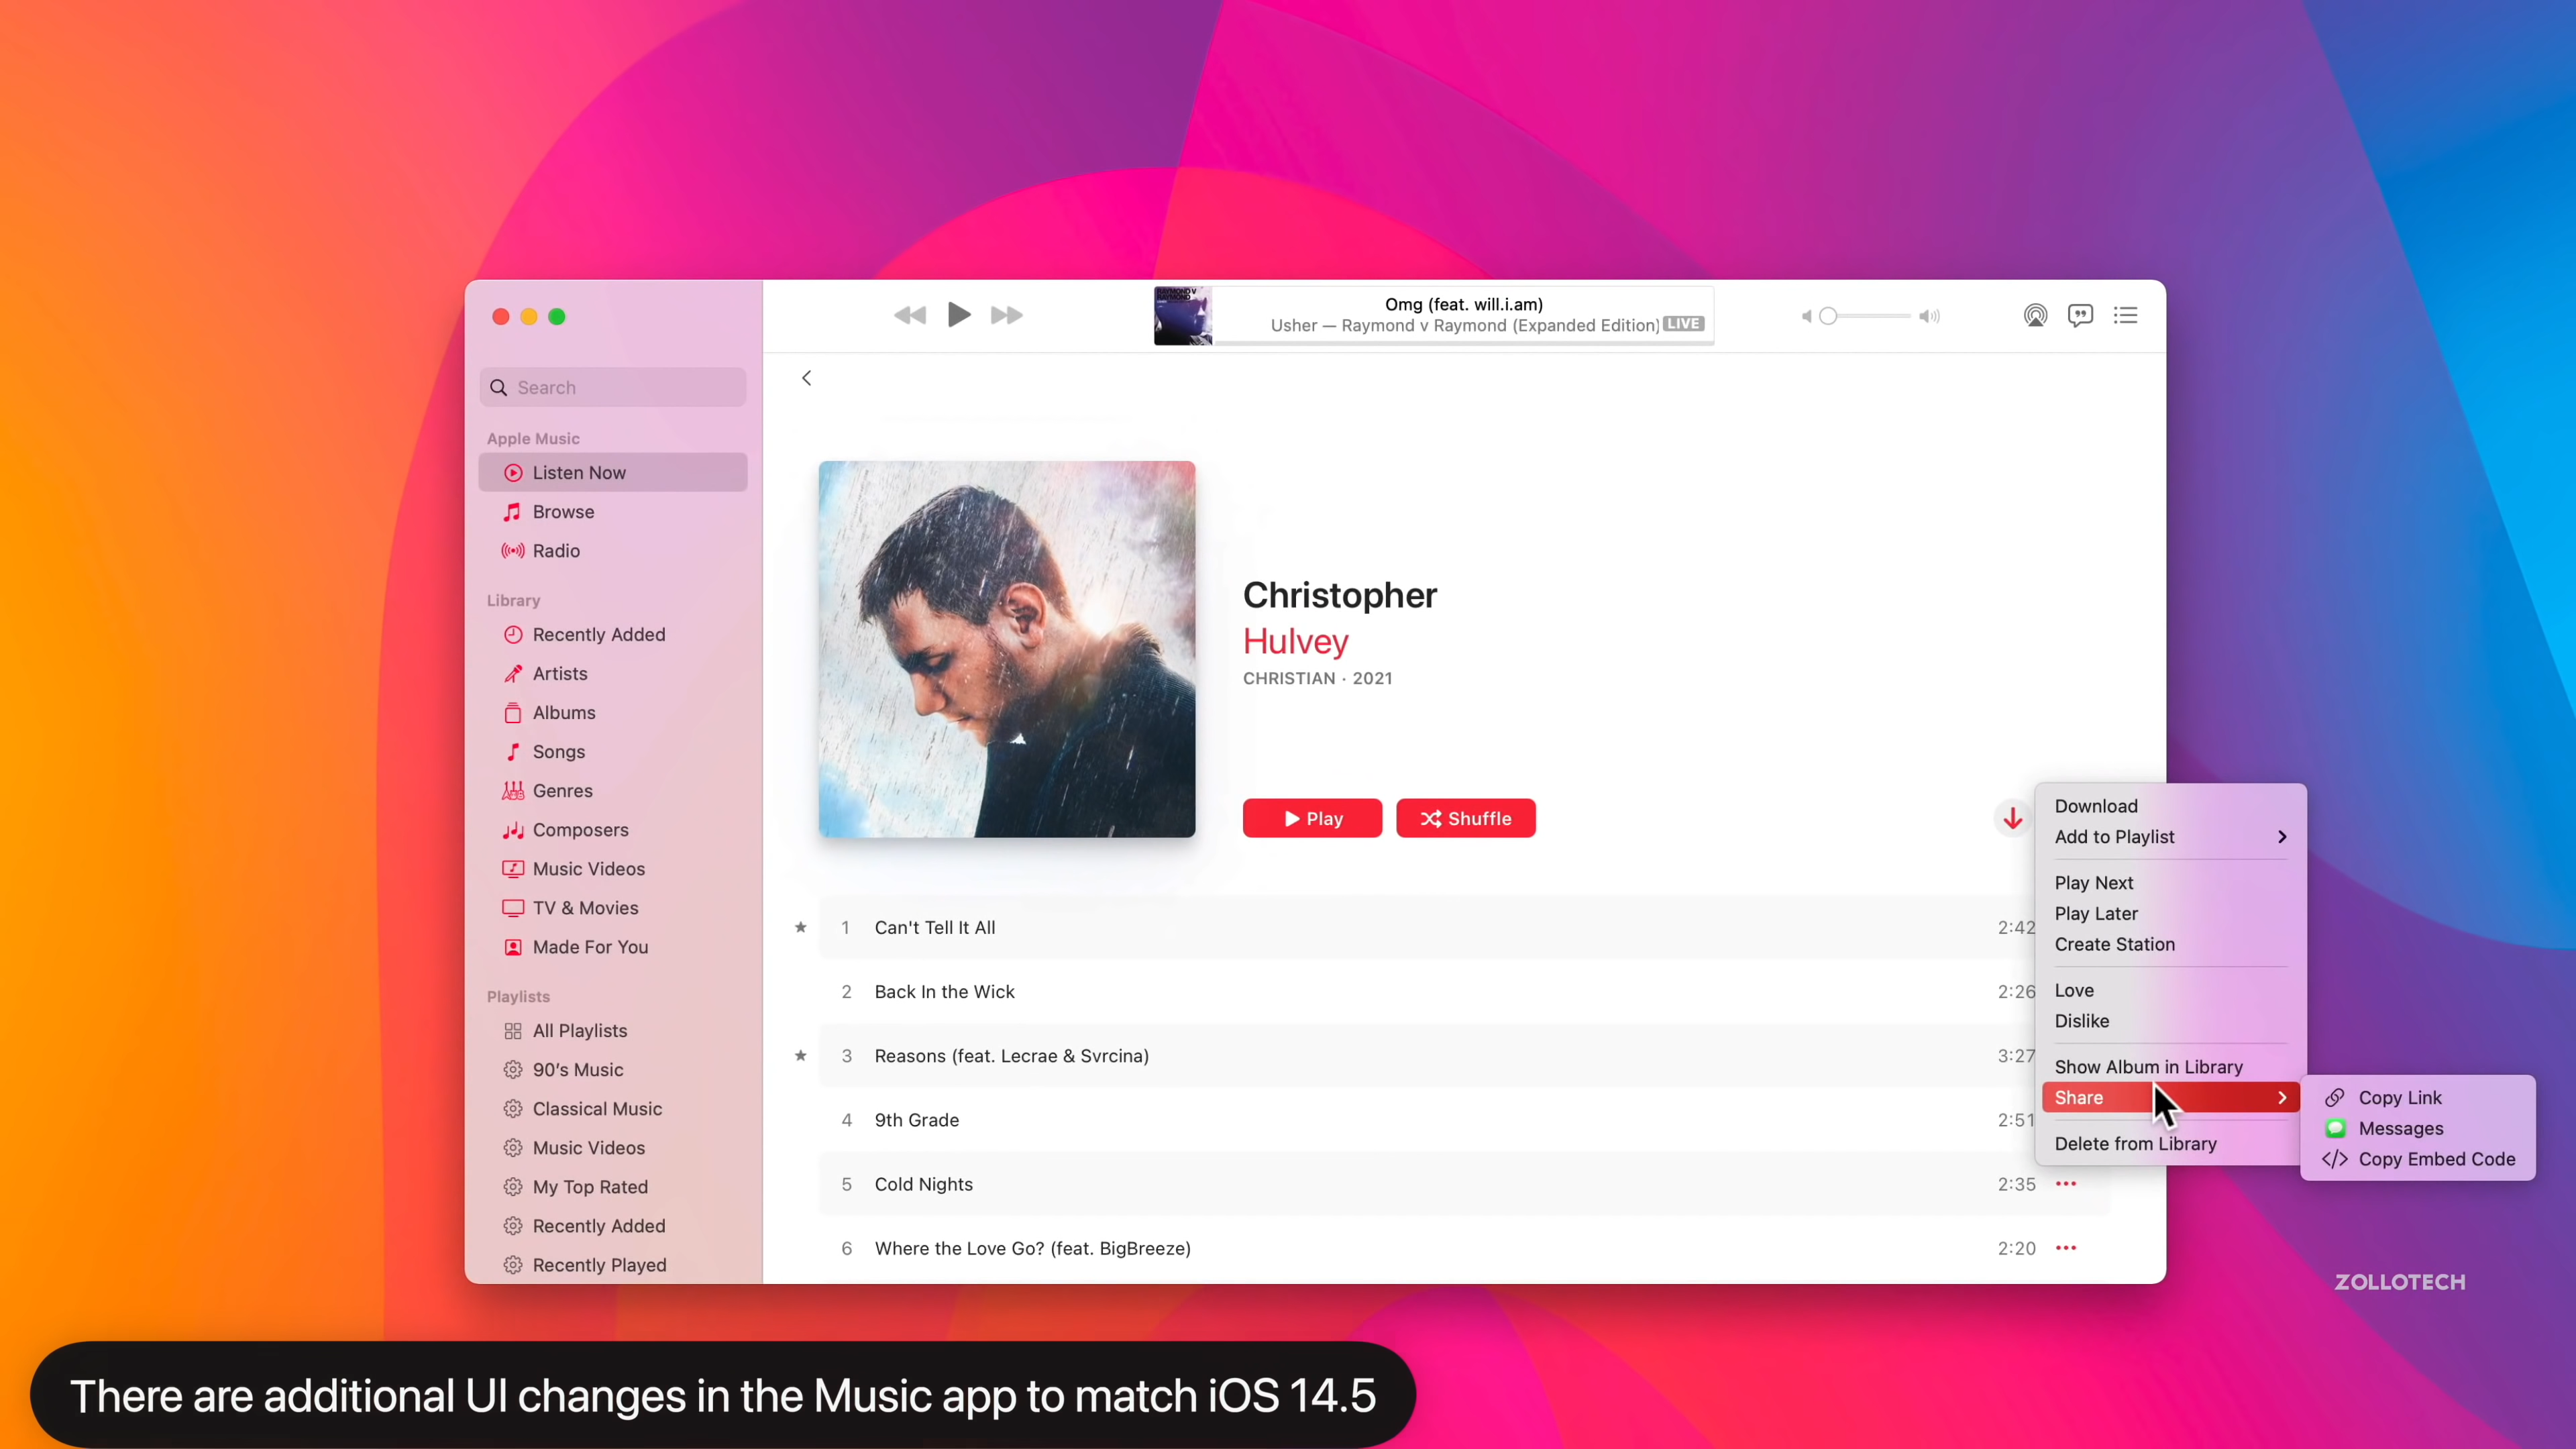 Omg (feat. will.i.am)
Usher — Raymond v Raymond (Expanded Edition)
LIVE
RAYMOND V
RAYMOND
Search
Apple Music
Listen Now
Browse
Radio
Library
Recently Added
Artists
Albums
Songs
Genres
Composers
Music Videos
TV & Movies
Made For You
Playlists
All Playlists
90's Music
Classical Music
Music Videos
My Top Rated
Recently Added
Recently Played
Christopher
Hulvey
CHRISTIAN · 2021
Play
Shuffle
1 Can't Tell It All 2:42
2 Back In the Wick 2:26
3 Reasons (feat. Lecrae & Svrcina) 3:27
4 9th Grade 2:51
5 Cold Nights 2:35
6 Where the Love Go? (feat. BigBreeze) 2:20
Download
Add to Playlist
Play Next
Play Later
Create Station
Love
Dislike
Show Album in Library
Share
Delete from Library
Copy Link
Messages
Copy Embed Code
ZOLLOTECH
There are additional UI changes in the Music app to match iOS 14.5